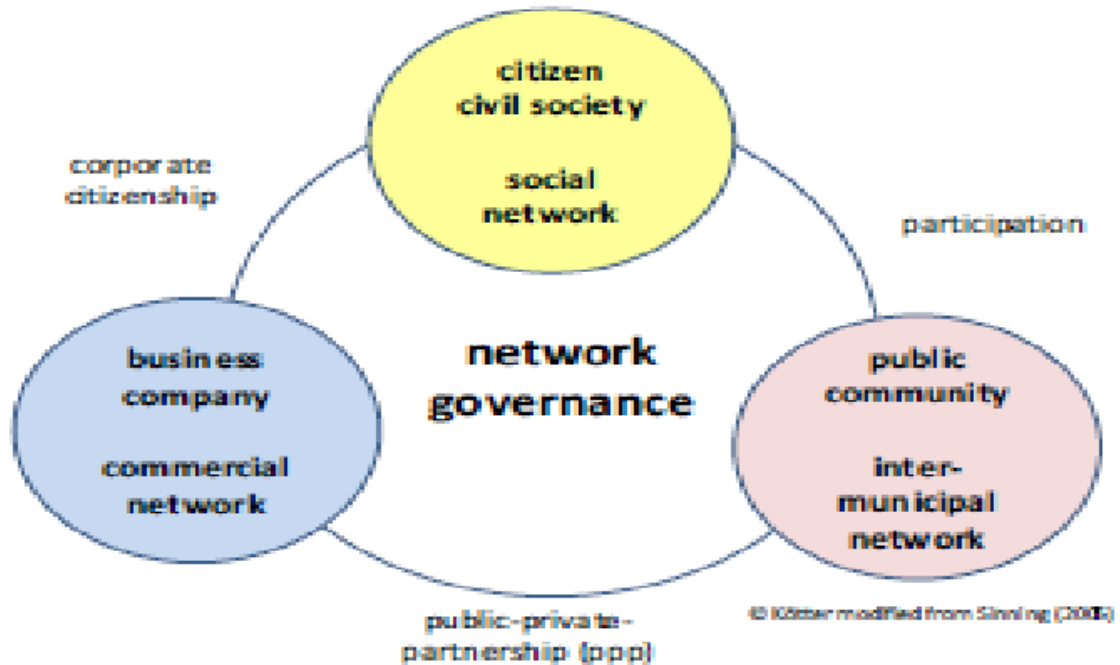 citizen
civil society
social
network
corporate
citizenship
participation
business
company
commercial
network
network
governance
public
community
inter-
municipal
network
public-private-
partnership (ppp)
© Kötter modified from Sinning